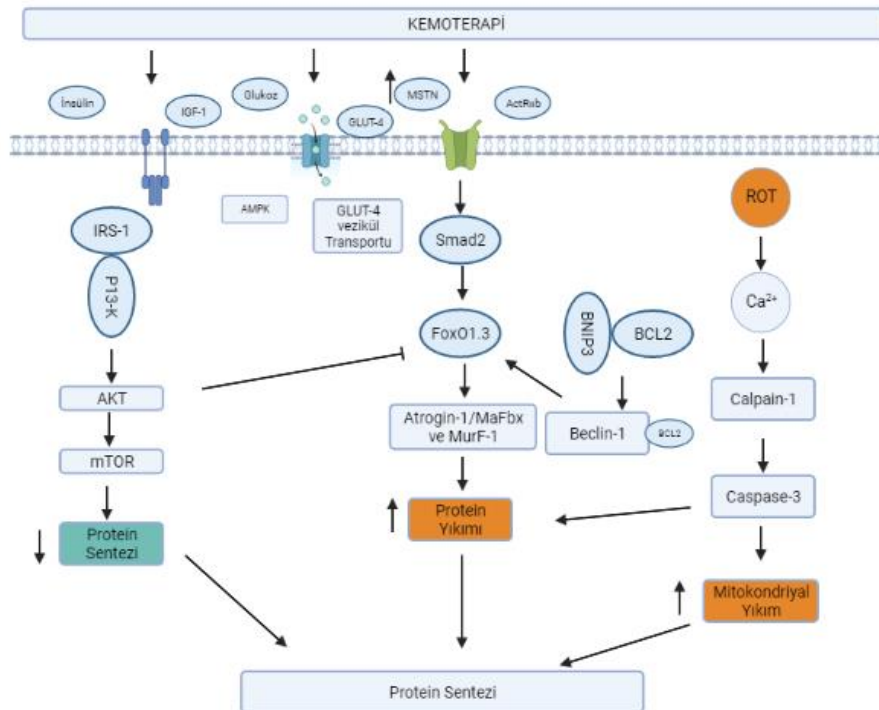 KEMOTERAPİ
İnsülin
IGF-1
Glukoz
GLUT-4
MSTN
ActRııb
AMPK
GLUT-4
vezikül
Transportu
ROT
IRS-1
Smad2
P13-K
Ca²⁺
FoxO1.3
BNIP3
BCL2
AKT
Calpain-1
Atrogin-1/MaFbx
ve MurF-1
Beclin-1
BCL2
mTOR
Caspase-3
Protein
Sentezi
Protein
Yıkımı
Mitokondriyal
Yıkım
Protein Sentezi